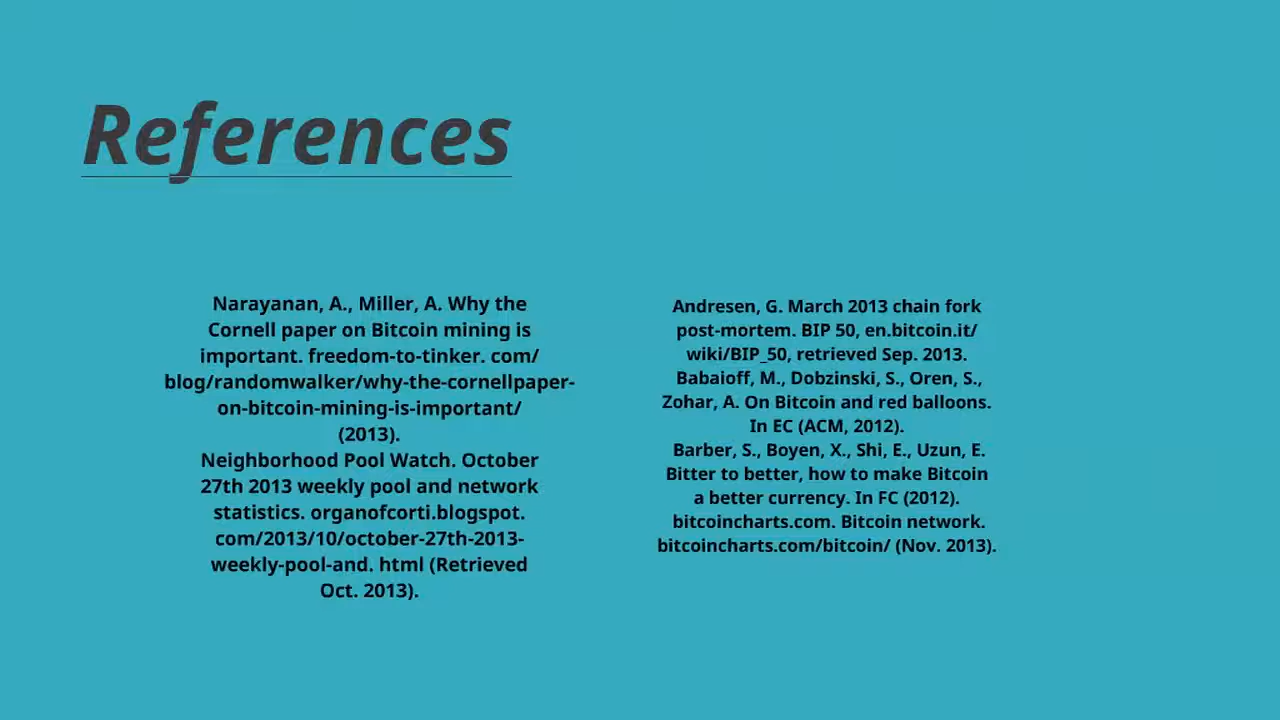 References
Narayanan, A., Miller, A. Why the
Cornell paper on Bitcoin mining is
important. freedom-to-tinker. com/
blog/randomwalker/why-the-cornellpaper-
on-bitcoin-mining-is-important/
(2013).
Neighborhood Pool Watch. October
27th 2013 weekly pool and network
statistics. organofcorti.blogspot.
com/2013/10/october-27th-2013-
weekly-pool-and. html (Retrieved
Oct. 2013).
Andresen, G. March 2013 chain fork
post-mortem. BIP 50, en.bitcoin.it/
wiki/BIP_50, retrieved Sep. 2013.
Babaioff, M., Dobzinski, S., Oren, S.,
Zohar, A. On Bitcoin and red balloons.
In EC (ACM, 2012).
Barber, S., Boyen, X., Shi, E., Uzun, E.
Bitter to better, how to make Bitcoin
a better currency. In FC (2012).
bitcoincharts.com. Bitcoin network.
bitcoincharts.com/bitcoin/ (Nov. 2013).